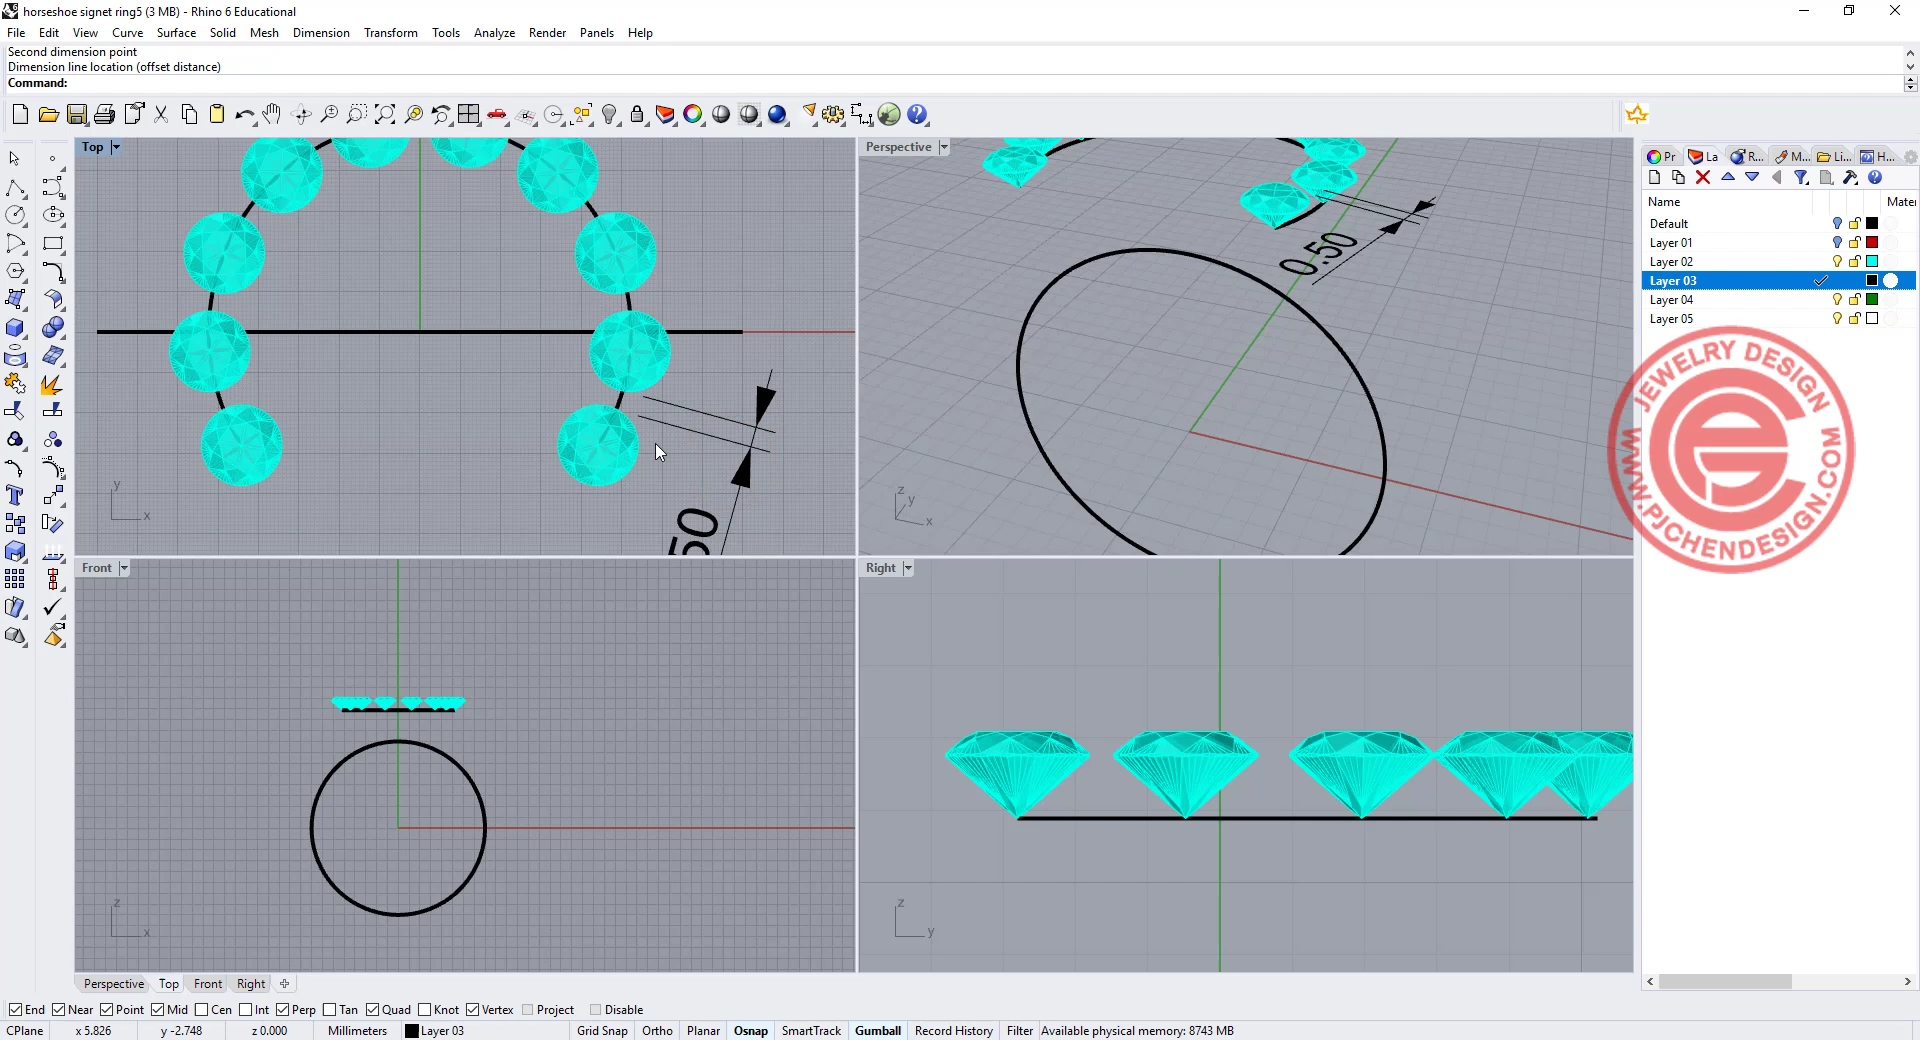 horseshoe signet ring5 (3 MB) - Rhino 6 Educational
File Edit View Curve Surface Solid Mesh Dimension Transform Tools Analyze Render Panels Help
Second dimension point
Dimension line location (offset distance)
Command:
Top
Perspective
Pr La R... M... Li... H...
Name Mater
Default
Layer 01
Layer 02
Layer 03
Layer 04
Layer 05
0.50
50
y
x
z
y
x
JEWELRY DESIGN
WWW.PJCHENDESIGN.COM
Front
Right
z
x
z
y
Perspective Top Front Right
End Near Point Mid Cen Int Perp Tan Quad Knot Vertex Project Disable
CPlane x 5.826 y -2.748 z 0.000 Millimeters Layer 03 Grid Snap Ortho Planar Osnap SmartTrack Gumball Record History Filter Available physical memory: 8743 MB